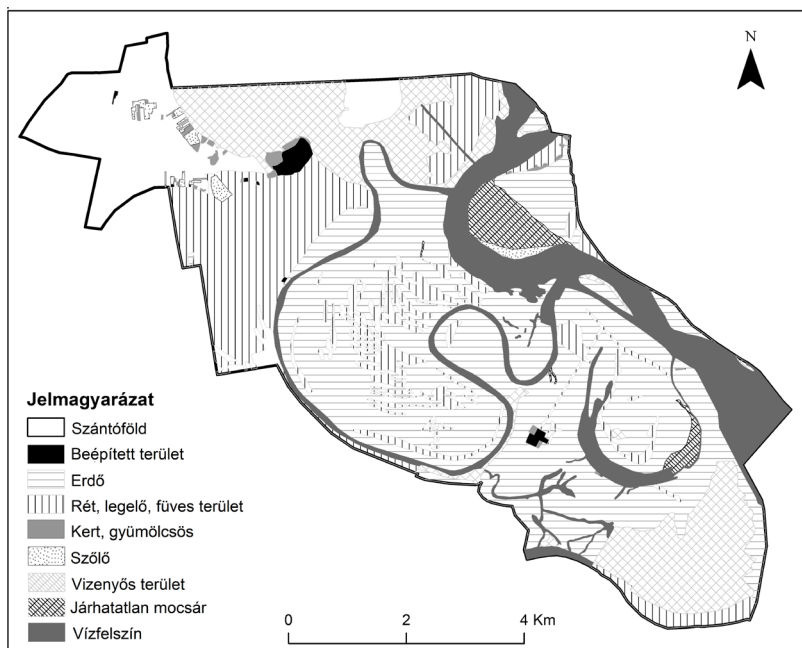 N
Jelmagyarázat
Szántóföld
Beépített terület
Erdő
Rét, legelő, füves terület
Kert, gyümölcsös
Szőlő
Vizenyős terület
Járhatatlan mocsár
Vízfelszín
0 2 4 Km